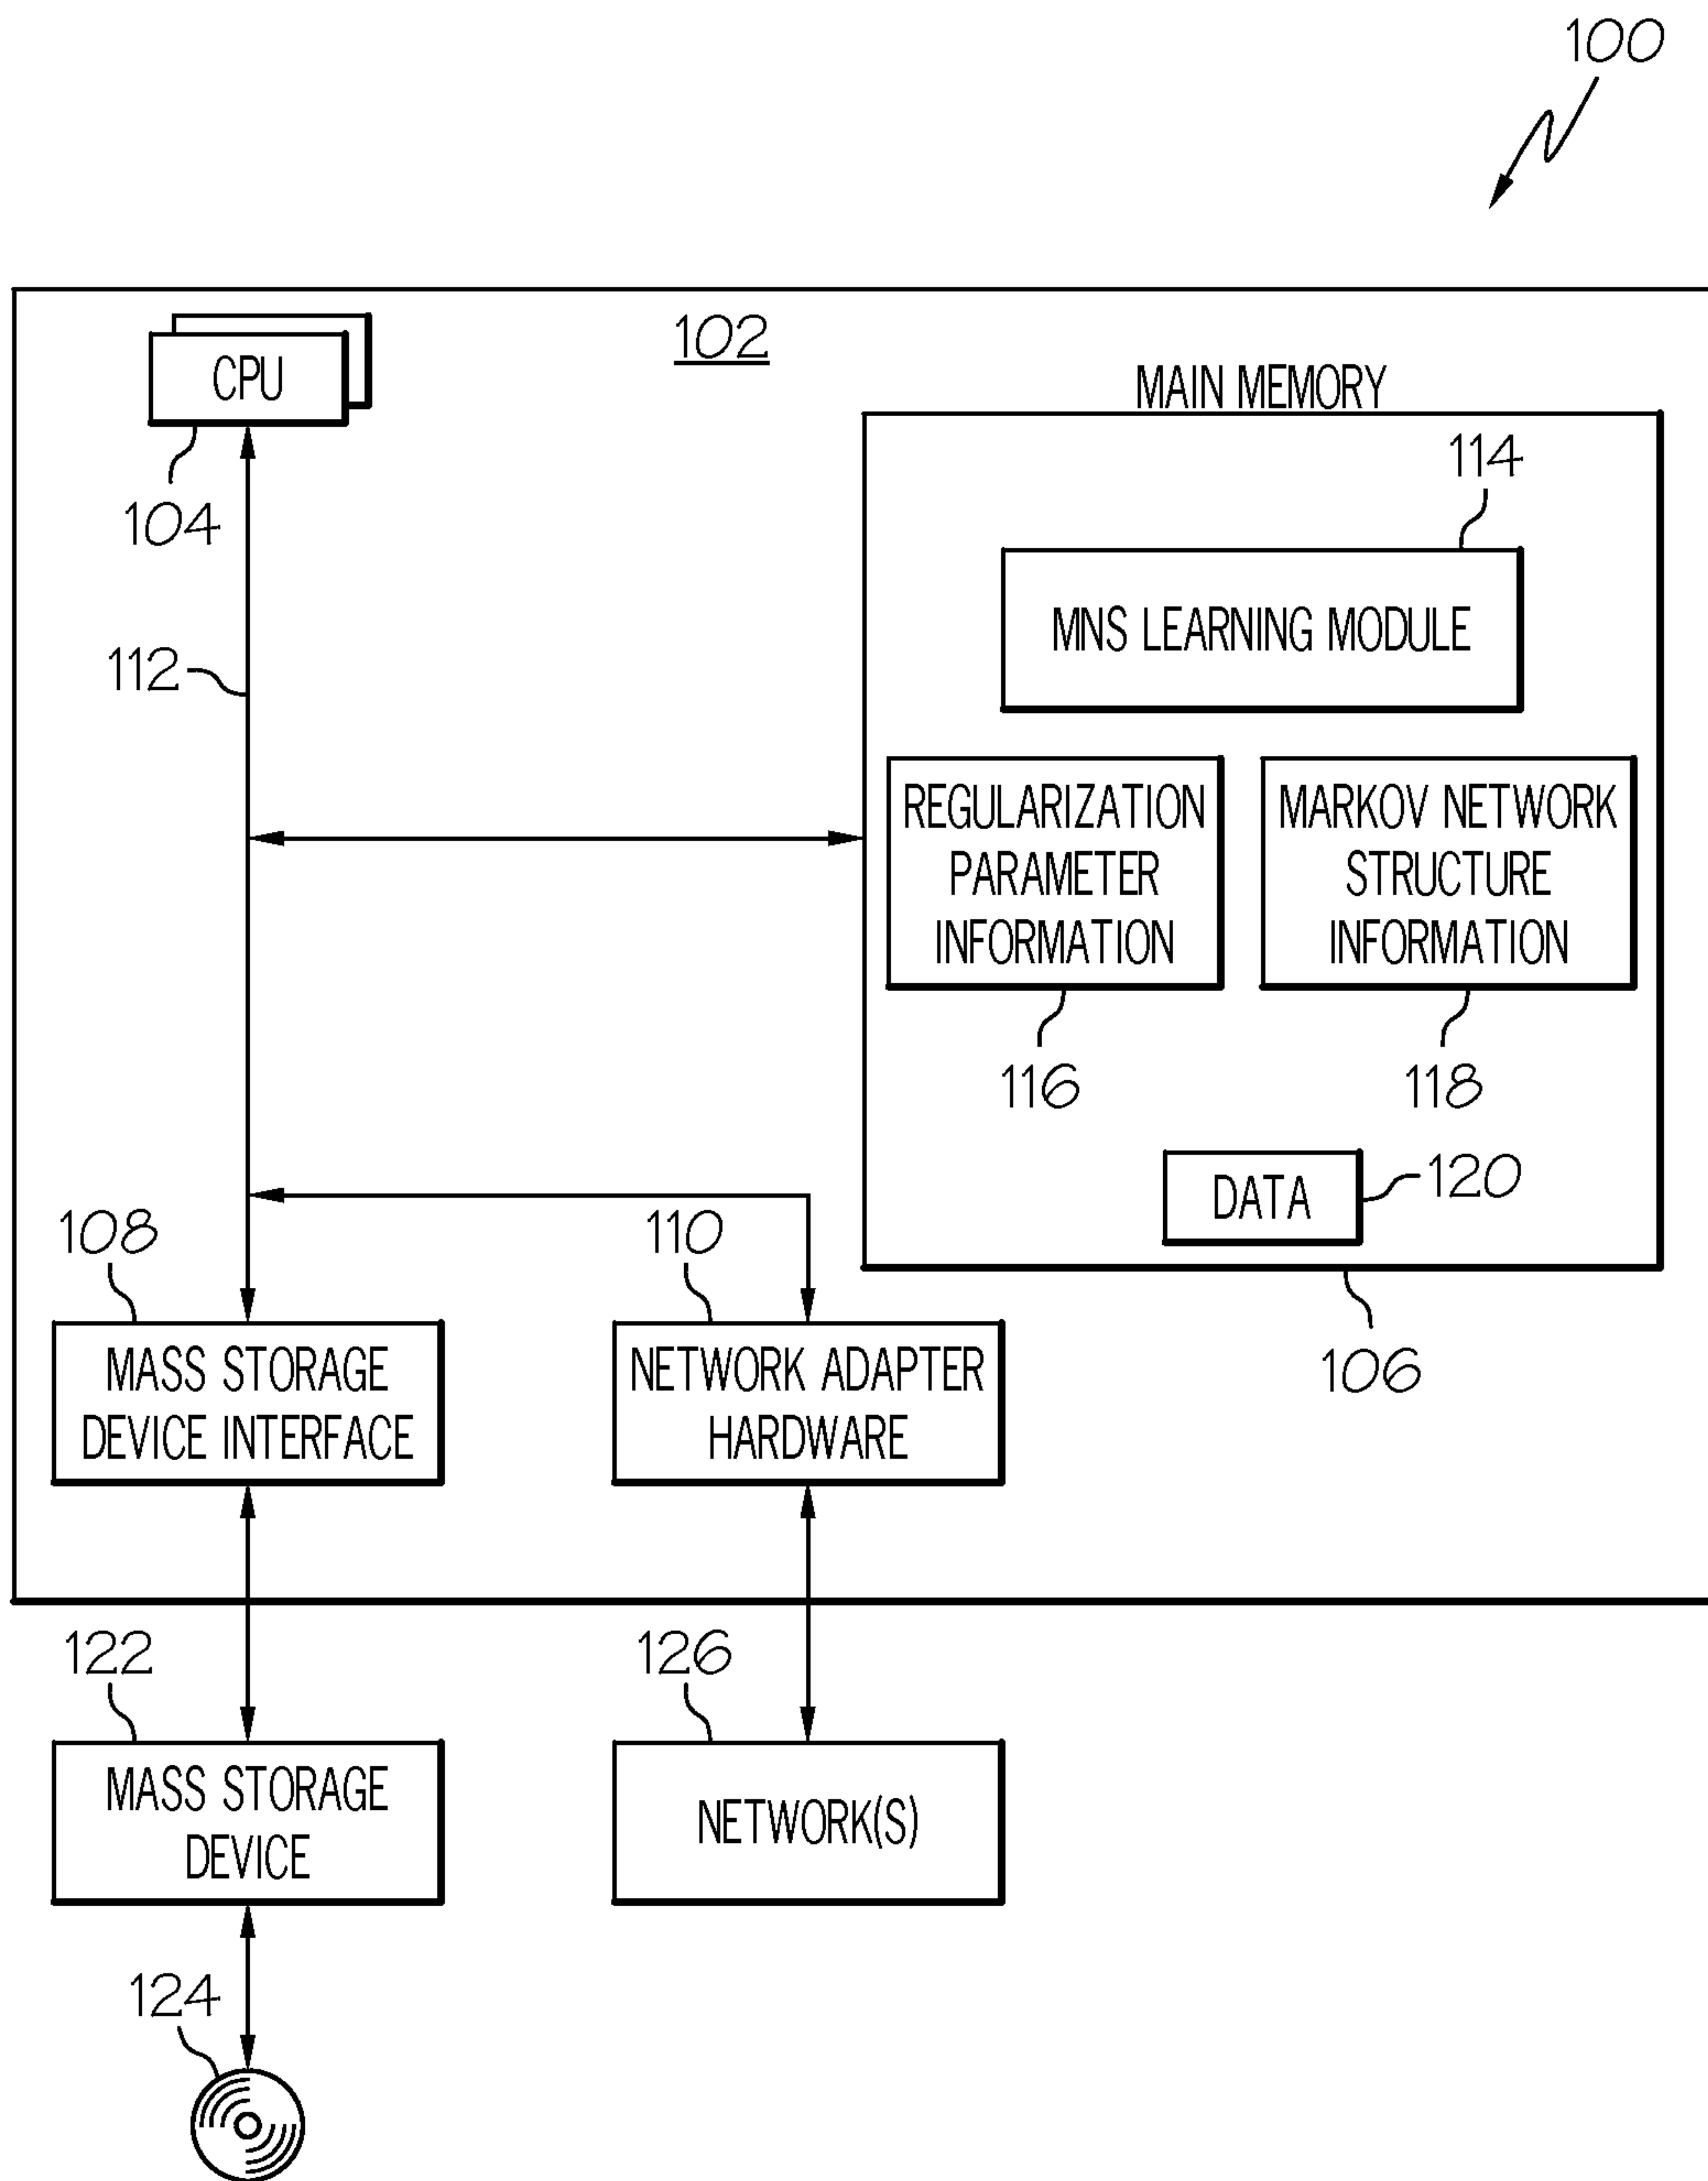 100
102
CPU
104
MAIN MEMORY
114
MNS LEARNING MODULE
112
REGULARIZATION
PARAMETER
INFORMATION
MARKOV NETWORK
STRUCTURE
INFORMATION
116
118
DATA
120
106
108
110
MASS STORAGE
DEVICE INTERFACE
NETWORK ADAPTER
HARDWARE
122
126
MASS STORAGE
DEVICE
NETWORK(S)
124